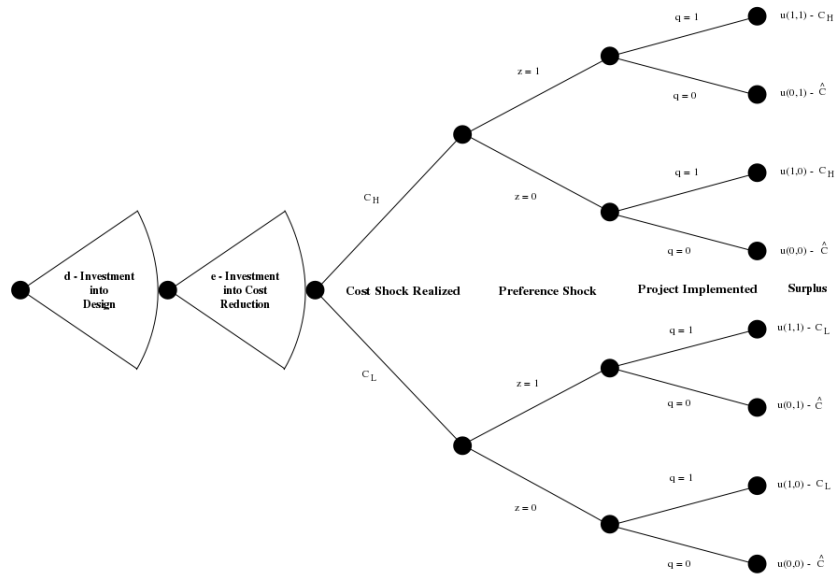 q = 1
u(1,1) - C_H
z = 1
q = 0
u(0,1) - Ĉ
q = 1
u(1,0) - C_H
C_H
z = 0
q = 0
u(0,0) - Ĉ
d - Investment
into
Design
e - Investment
into Cost
Reduction
Cost Shock Realized
Preference Shock
Project Implemented
Surplus
q = 1
u(1,1) - C_L
C_L
z = 1
q = 0
u(0,1) - Ĉ
q = 1
u(1,0) - C_L
z = 0
q = 0
u(0,0) - Ĉ